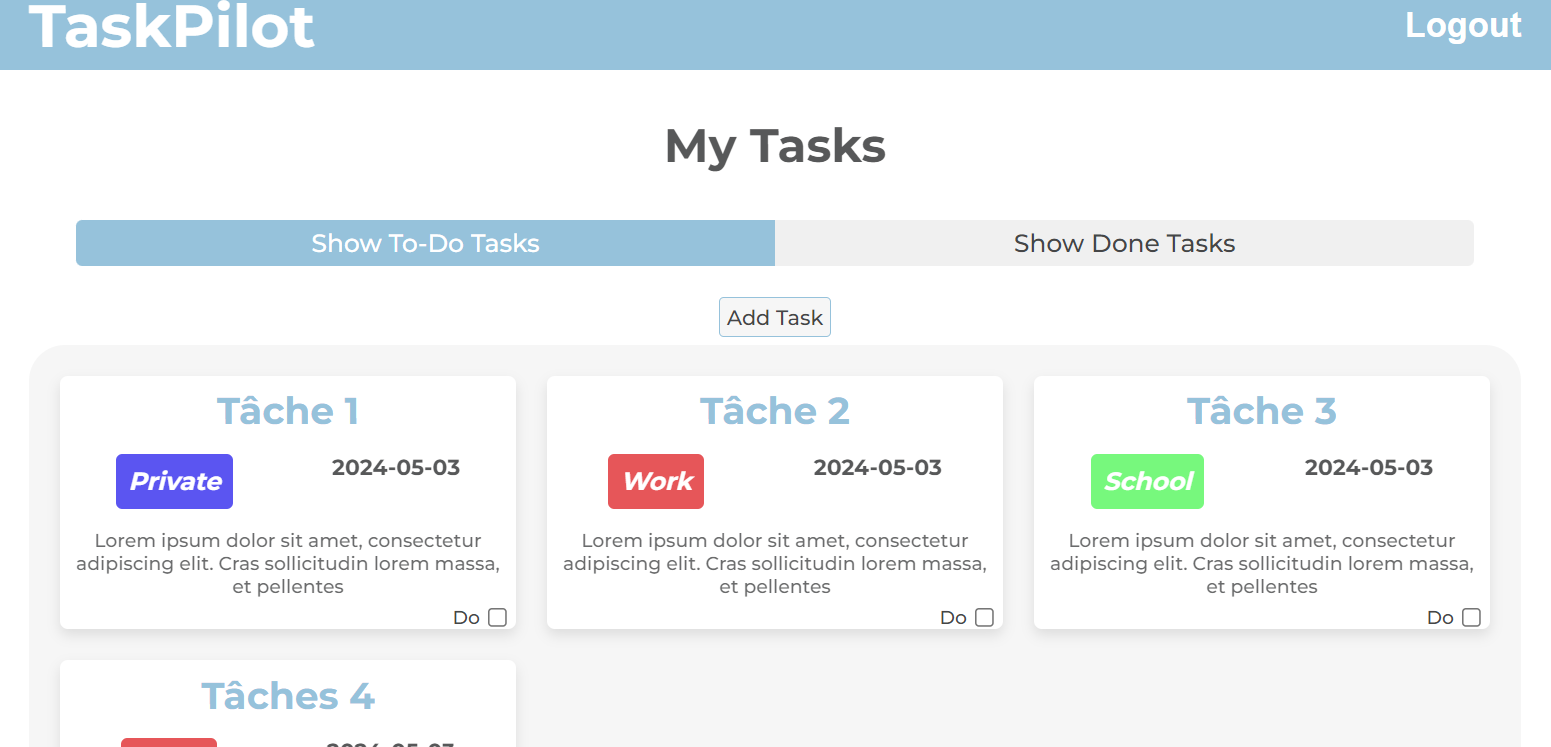 TaskPilot
Logout
My Tasks
Show To-Do Tasks
Show Done Tasks
Add Task
Tâche 1
Private
2024-05-03
Lorem ipsum dolor sit amet, consectetur
adipiscing elit. Cras sollicitudin lorem massa,
et pellentes
Do
Tâche 2
Work
2024-05-03
Lorem ipsum dolor sit amet, consectetur
adipiscing elit. Cras sollicitudin lorem massa,
et pellentes
Do
Tâche 3
School
2024-05-03
Lorem ipsum dolor sit amet, consectetur
adipiscing elit. Cras sollicitudin lorem massa,
et pellentes
Do
Tâches 4
2024-05-03